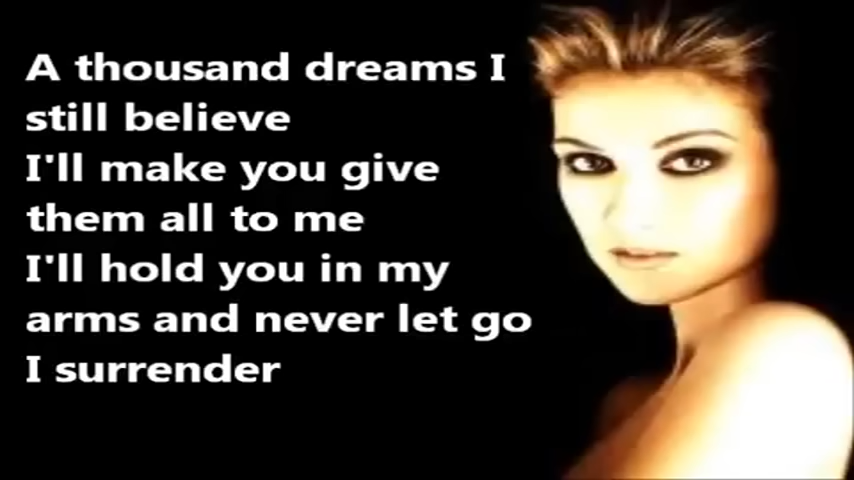 A thousand dreams I
still believe
I'll make you give
them all to me
I'll hold you in my
arms and never let go
I surrender